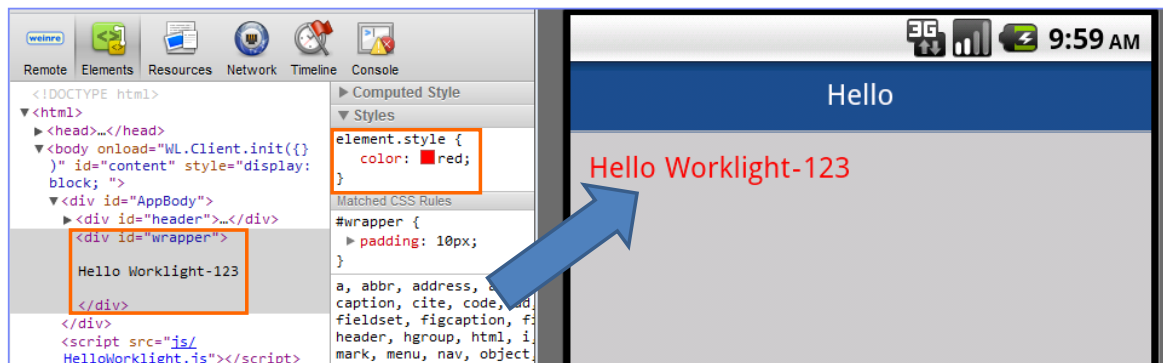 weinre
Remote Elements Resources Network Timeline Console
<!DOCTYPE html>
▼<html>
▶<head>…</head>
▼<body onload="WL.Client.init({}
)" id="content" style="display:
block; ">
▼<div id="AppBody">
▶<div id="header">…</div>
<div id="wrapper">
Hello Worklight-123
</div>
</div>
<script src="js/
HelloWorklight.js"></script>
▶ Computed Style
▼ Styles
element.style {
color: red;
}
Matched CSS Rules
#wrapper {
▶ padding: 10px;
}
a, abbr, address,
caption, cite, code,
fieldset, figcaption,
header, hgroup, html, i,
mark, menu, nav, object,
3G 9:59 AM
Hello
Hello Worklight-123